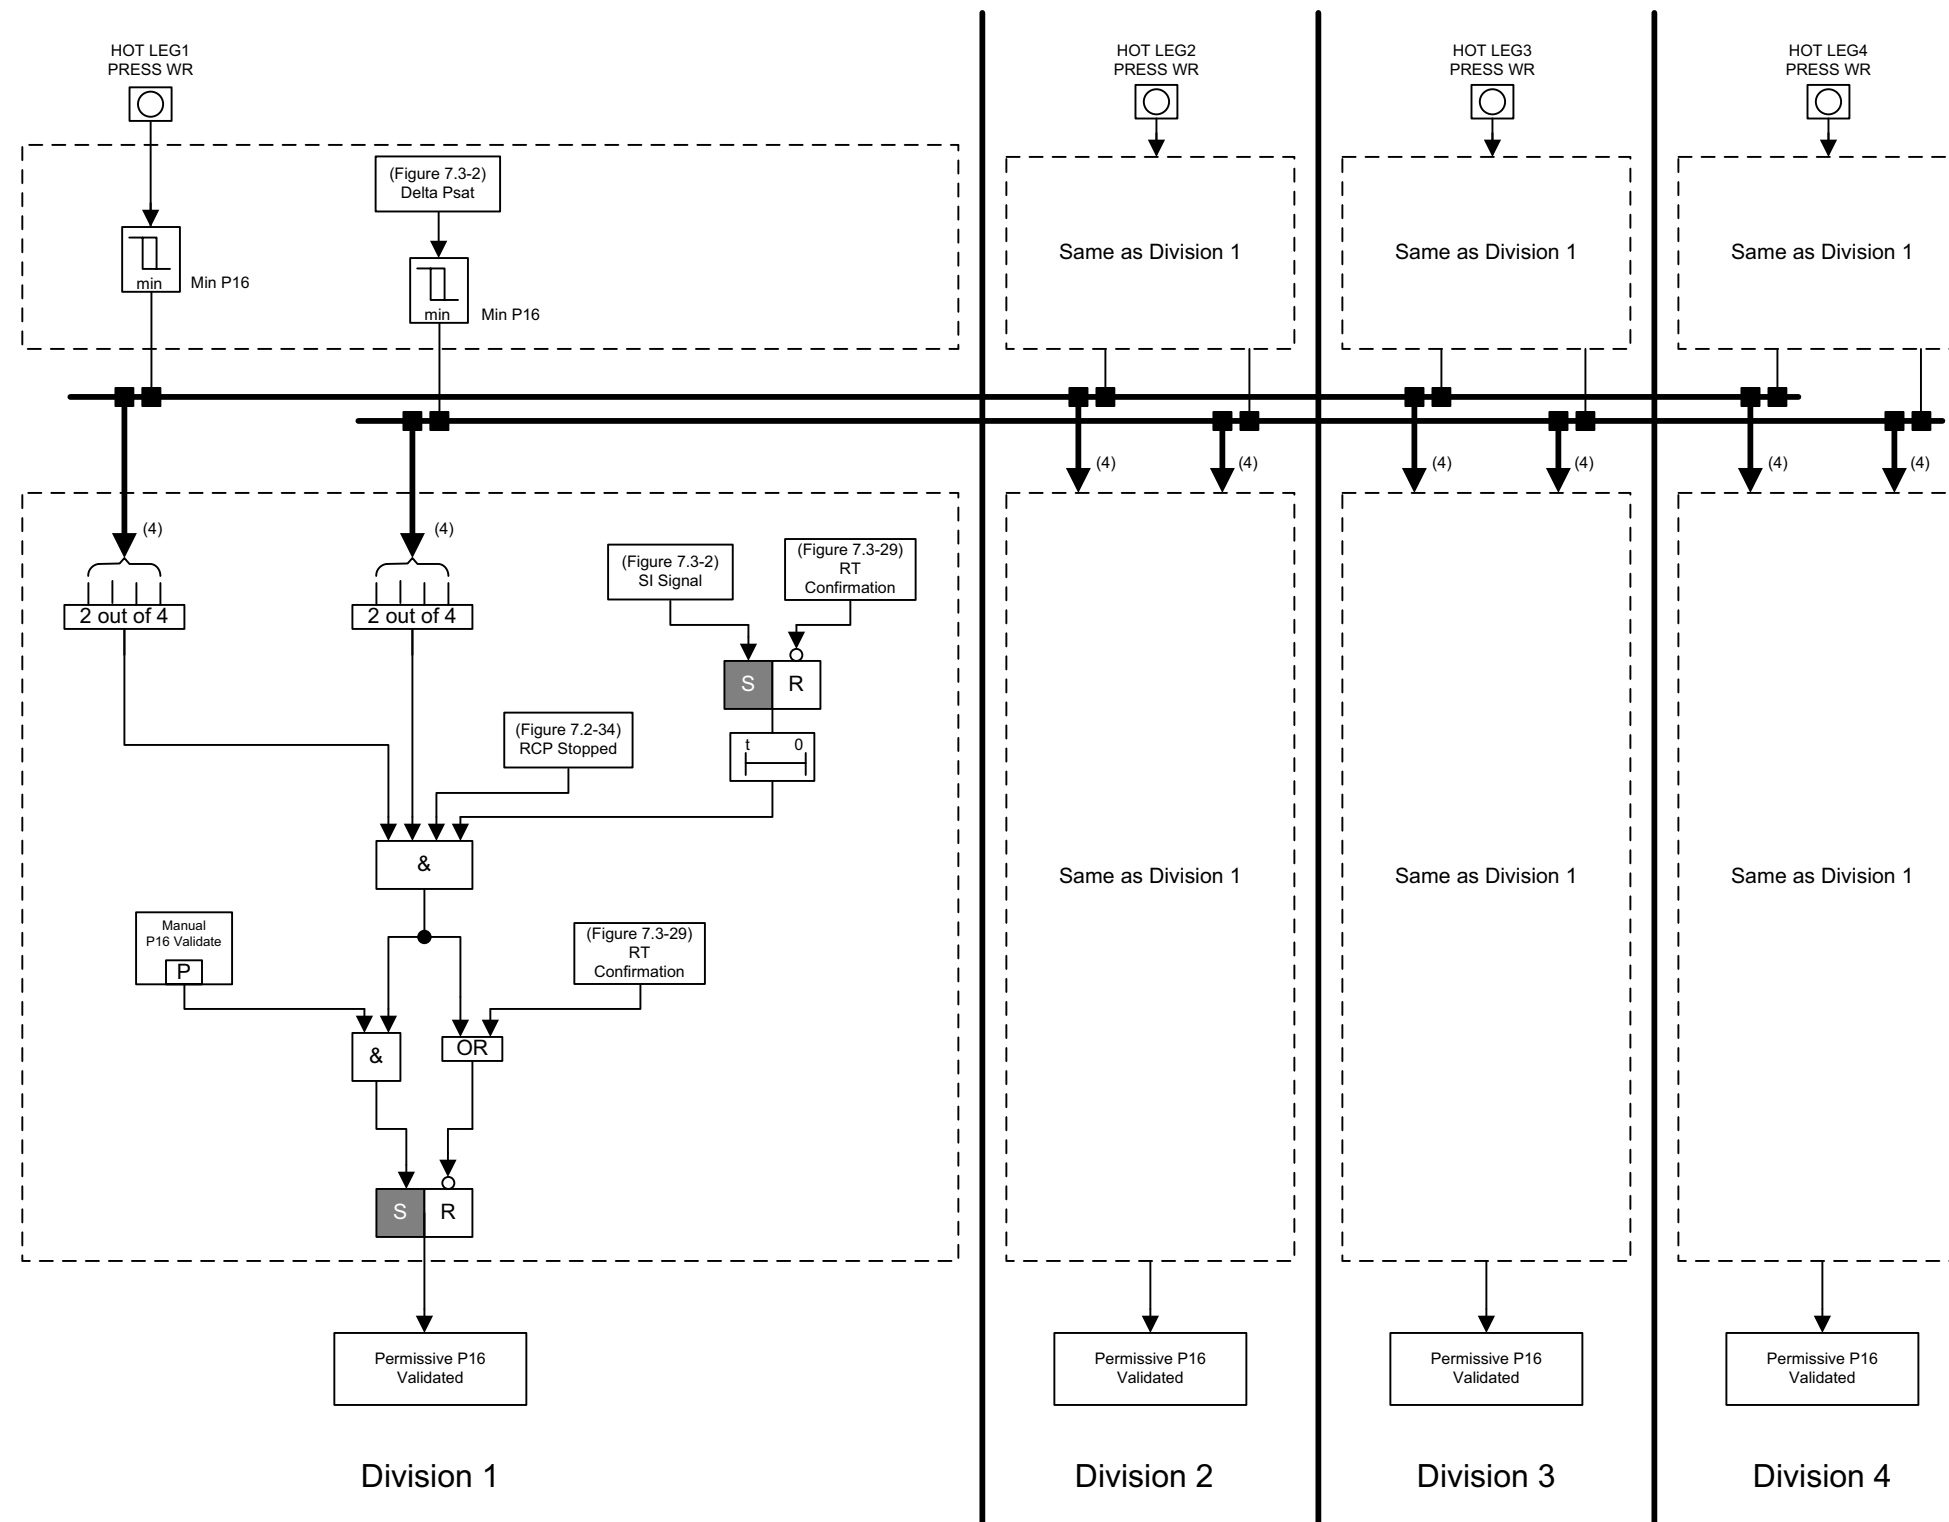 HOT LEG1
PRESS WR
HOT LEG2
PRESS WR
HOT LEG3
PRESS WR
HOT LEG4
PRESS WR
(Figure 7.3-2)
Delta Psat
min
Min P16
min
Min P16
Same as Division 1
Same as Division 1
Same as Division 1
(4)
(4)
(4)
(4)
(4)
(4)
(4)
(4)
2 out of 4
2 out of 4
(Figure 7.3-2)
SI Signal
(Figure 7.3-29)
RT
Confirmation
S
R
(Figure 7.2-34)
RCP Stopped
t
0
&
Manual
P16 Validate
P
(Figure 7.3-29)
RT
Confirmation
&
OR
S
R
Same as Division 1
Same as Division 1
Same as Division 1
Permissive P16
Validated
Permissive P16
Validated
Permissive P16
Validated
Permissive P16
Validated
Division 1
Division 2
Division 3
Division 4